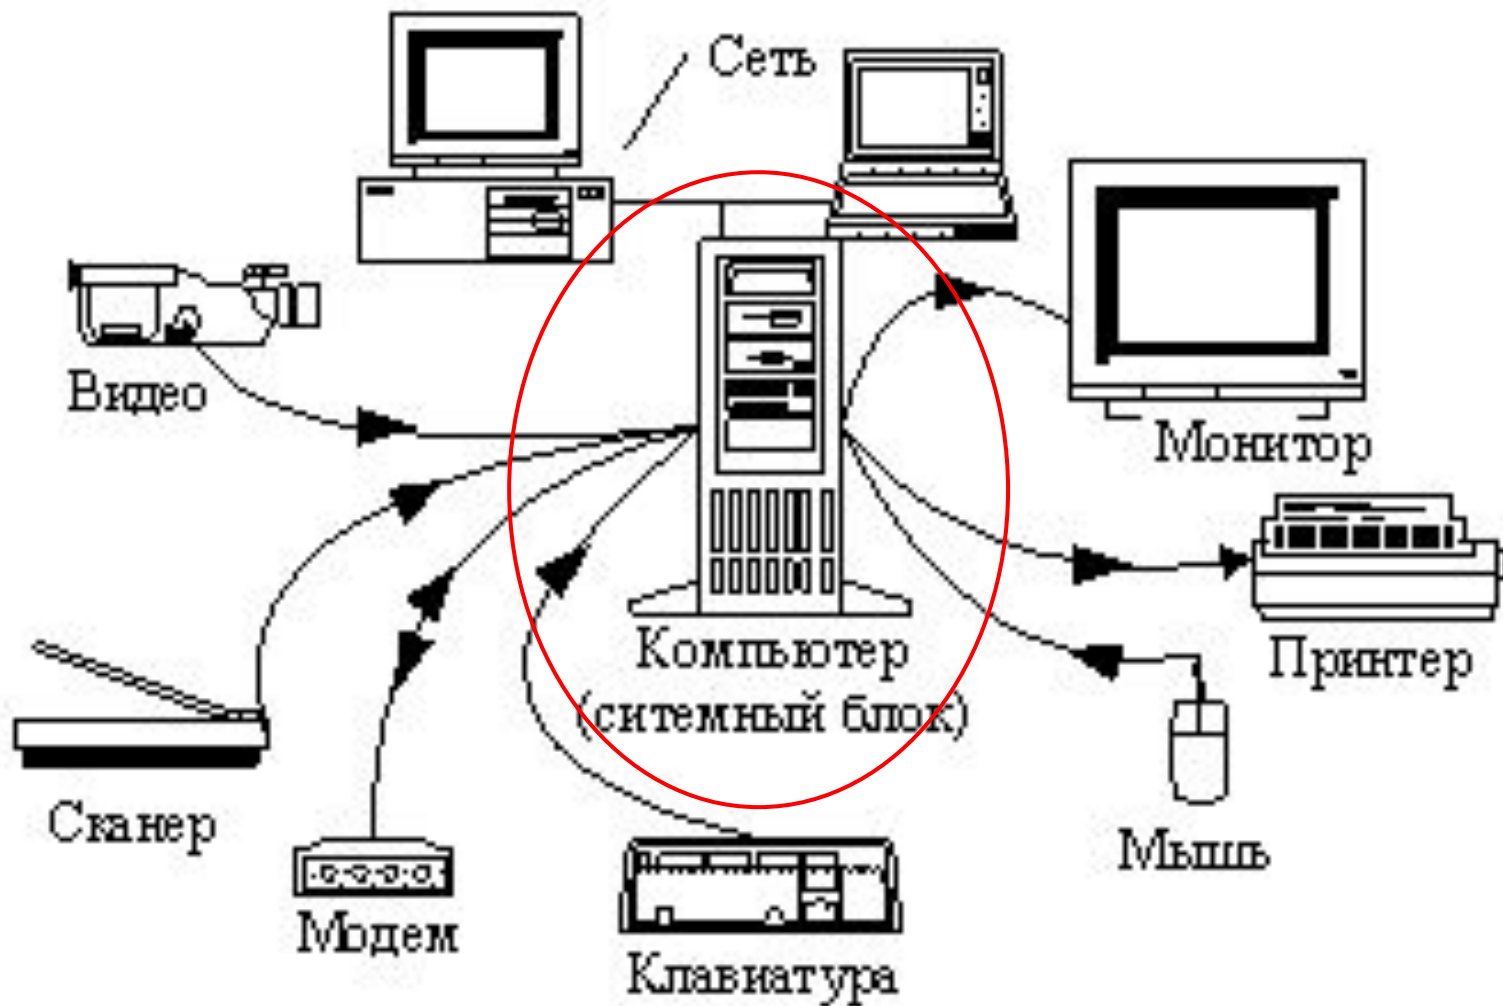 Сеть
Видео
Монитор
Компьютер
(ситемный блок)
Принтер
Сканер
Мышь
Модем
Клавиатура